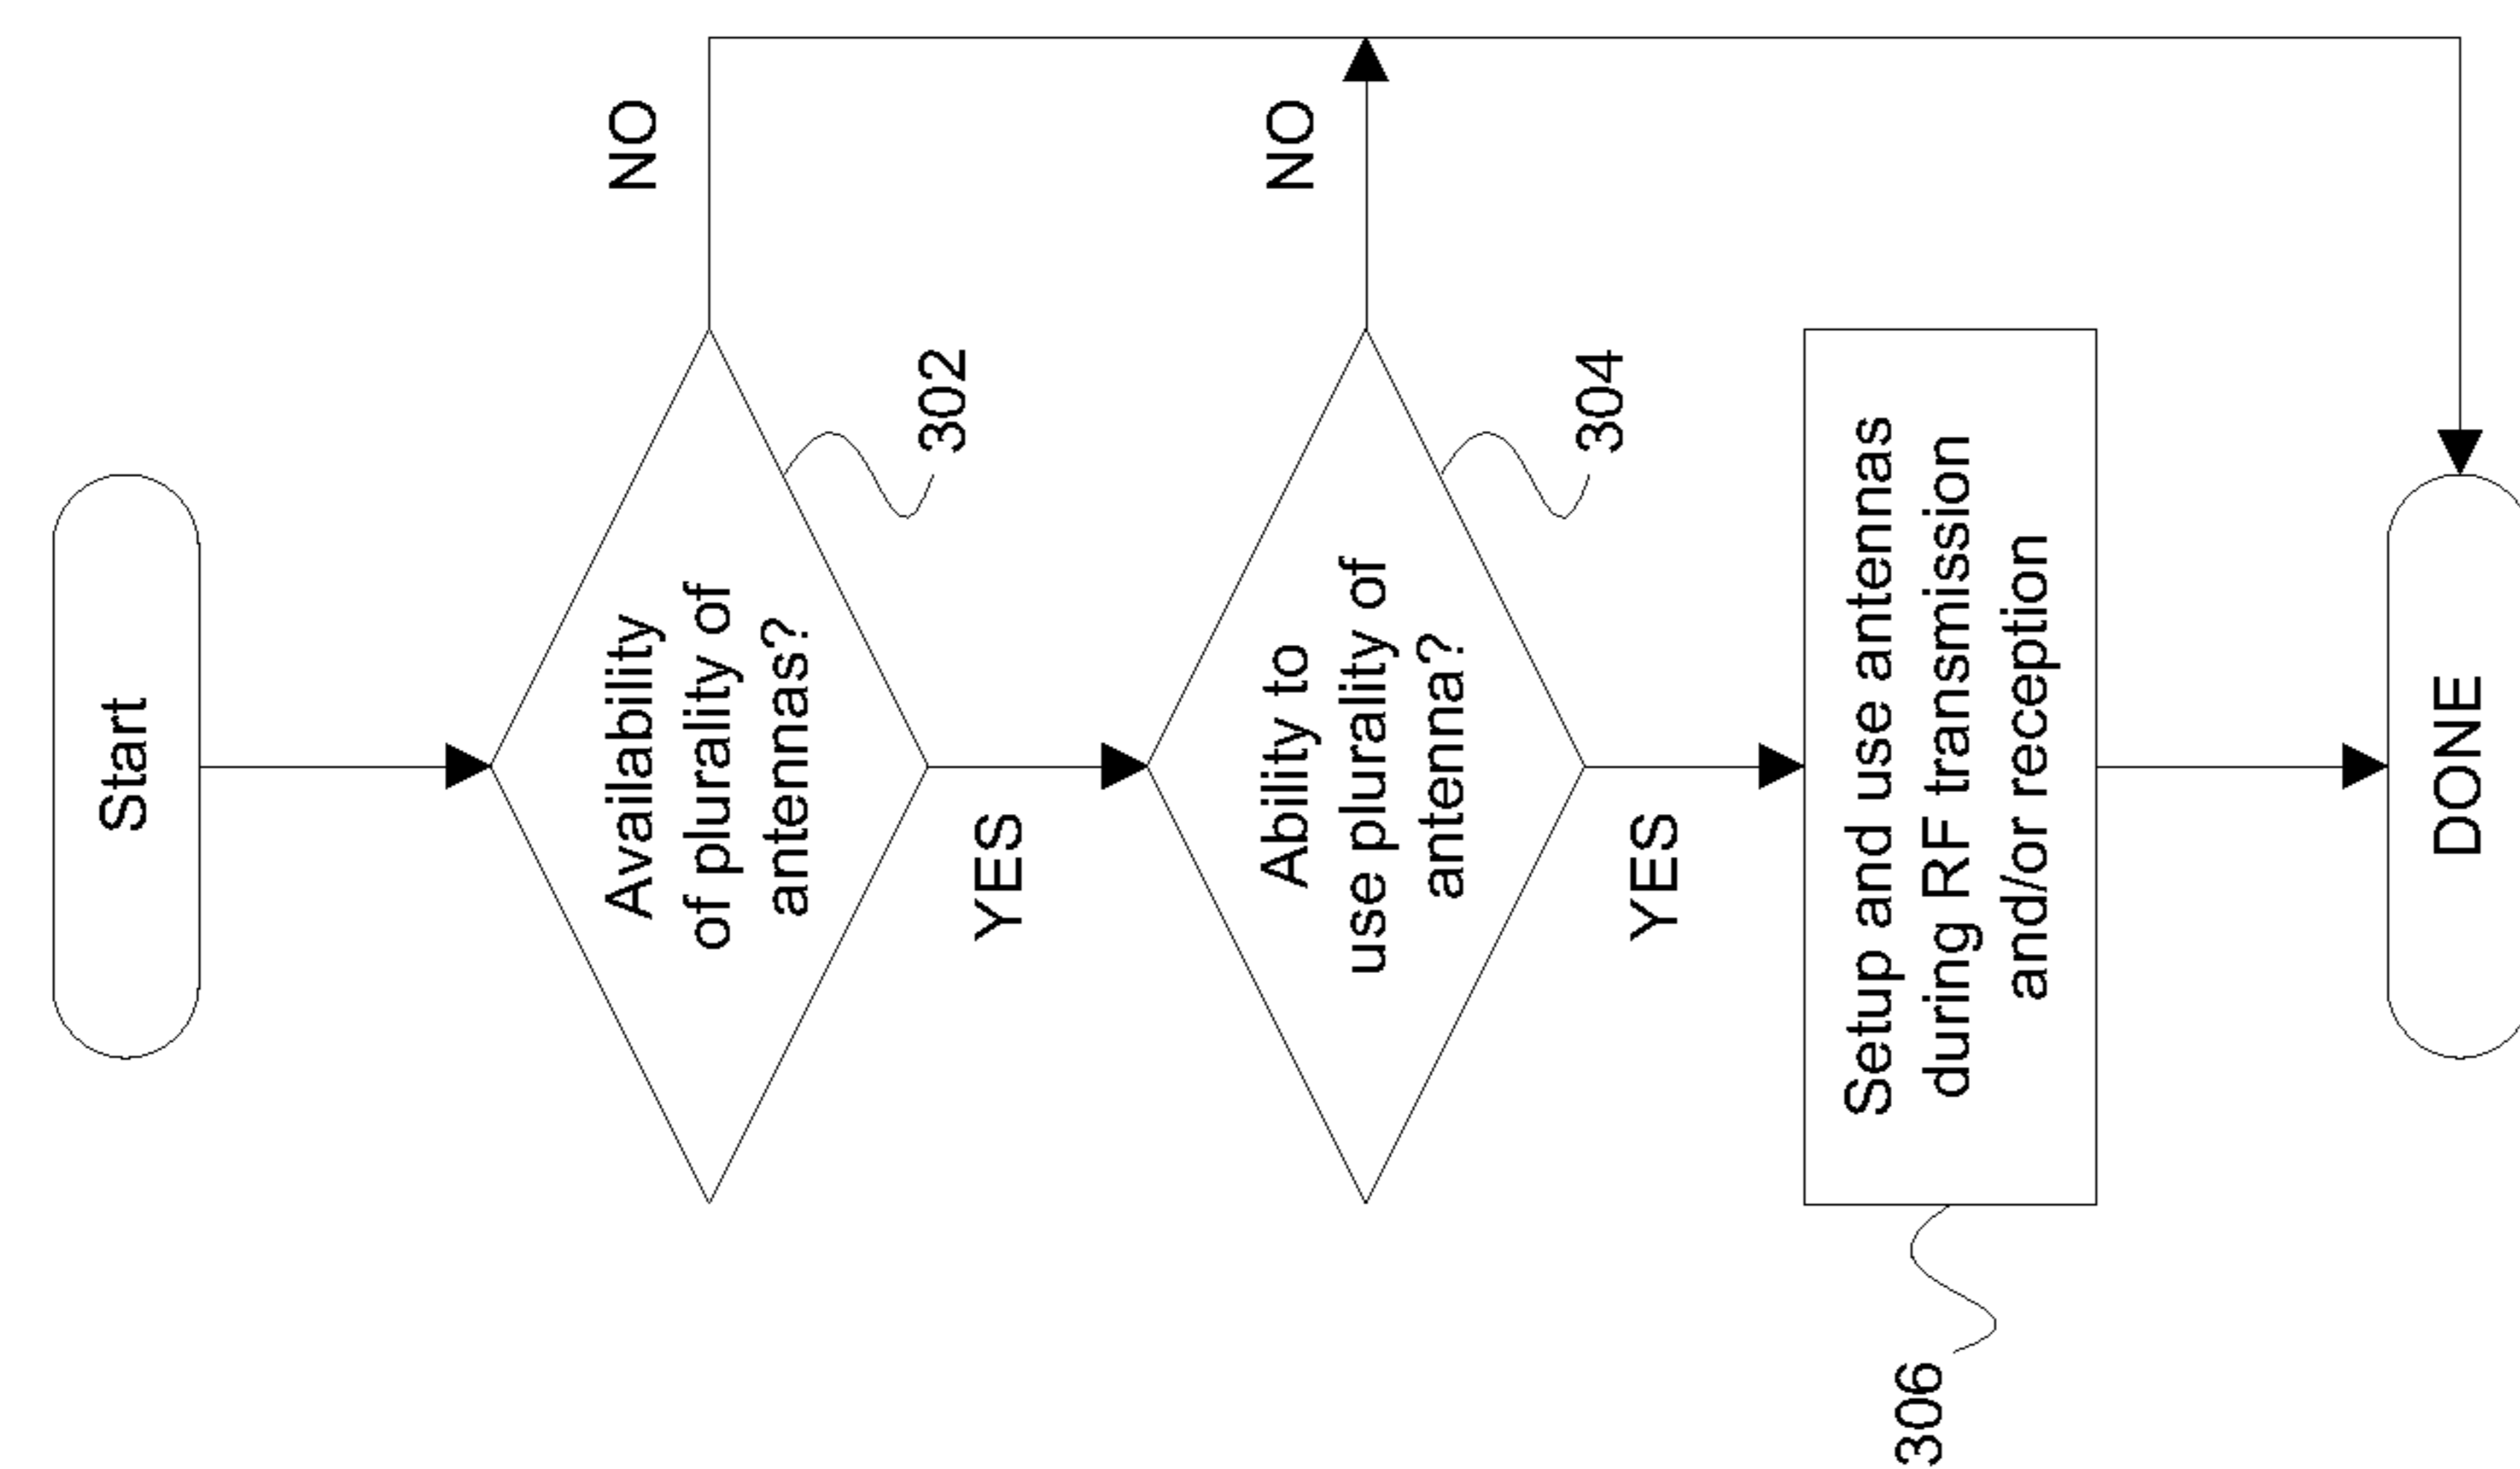 Start
Availability
of plurality of
antennas?
NO
302
YES
Ability to
use plurality of
antenna?
NO
304
YES
Setup and use antennas
during RF transmission
and/or reception
306
DONE